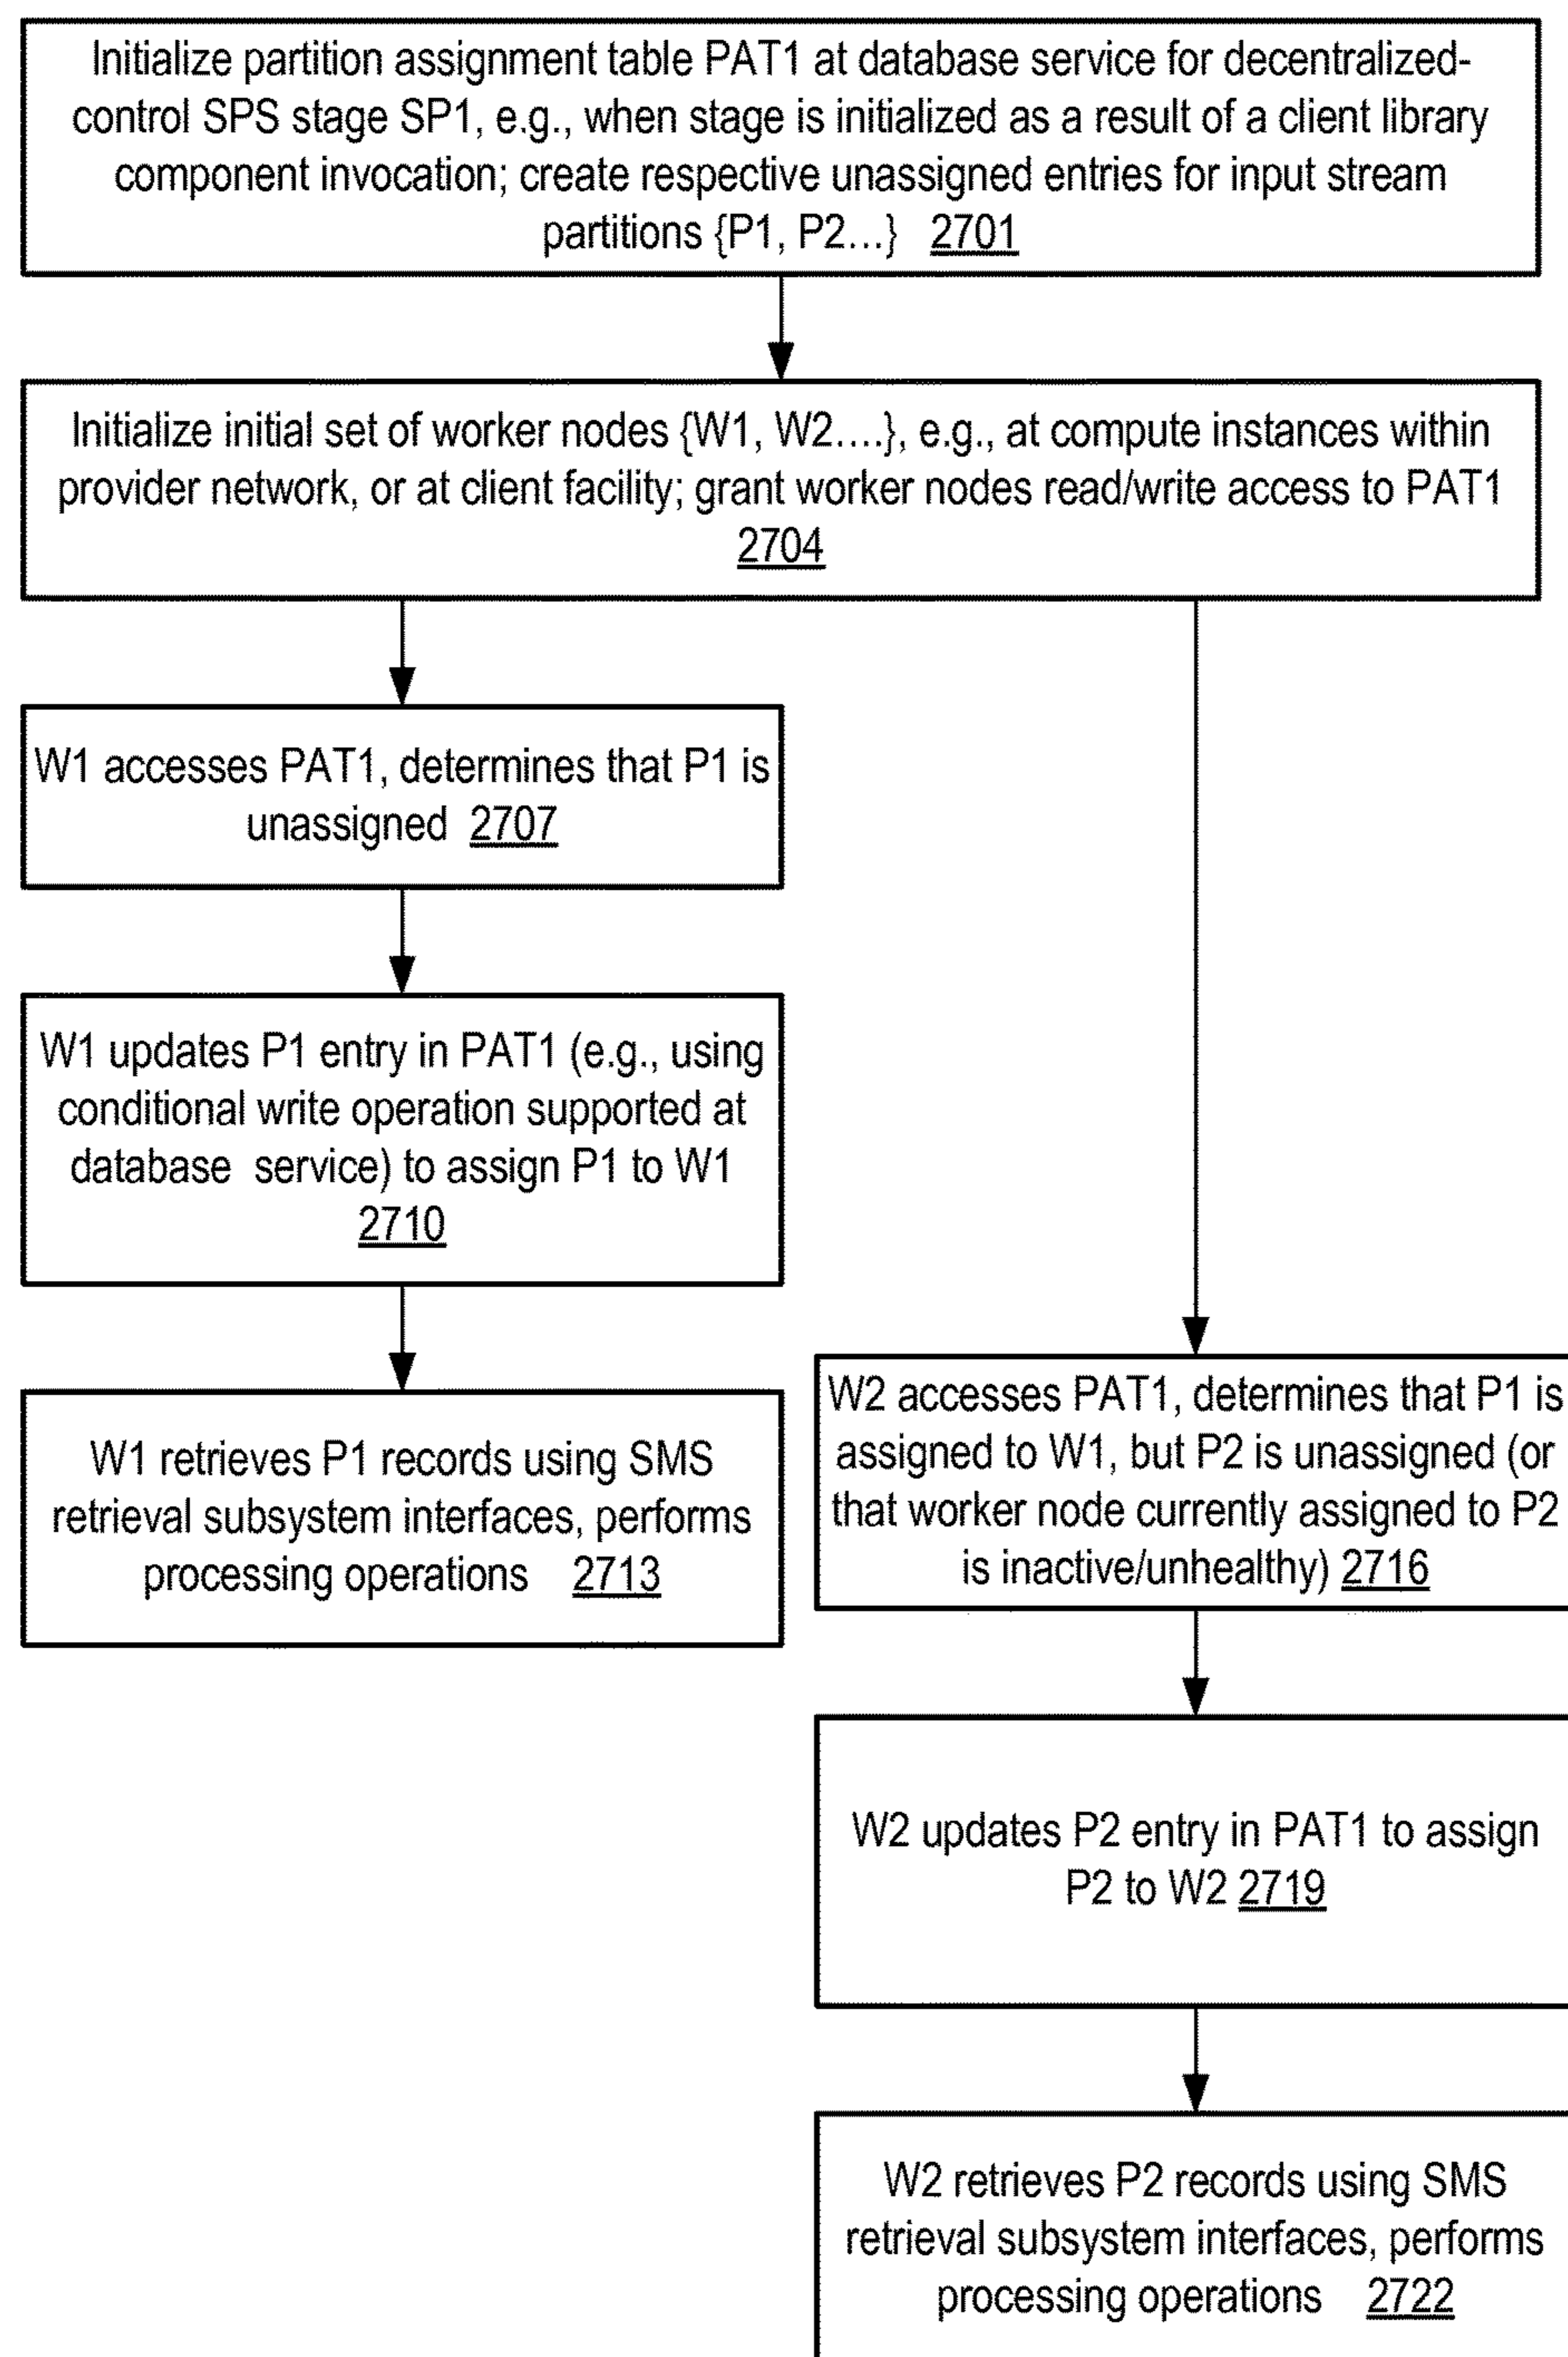 Initialize partition assignment table PAT1 at database service for decentralized-
control SPS stage SP1, e.g., when stage is initialized as a result of a client library
component invocation; create respective unassigned entries for input stream
partitions {P1, P2…} 2701
Initialize initial set of worker nodes {W1, W2….}, e.g., at compute instances within
provider network, or at client facility; grant worker nodes read/write access to PAT1
2704
W1 accesses PAT1, determines that P1 is
unassigned 2707
W1 updates P1 entry in PAT1 (e.g., using
conditional write operation supported at
database service) to assign P1 to W1
2710
W1 retrieves P1 records using SMS
retrieval subsystem interfaces, performs
processing operations 2713
W2 accesses PAT1, determines that P1 is
assigned to W1, but P2 is unassigned (or
that worker node currently assigned to P2
is inactive/unhealthy) 2716
W2 updates P2 entry in PAT1 to assign
P2 to W2 2719
W2 retrieves P2 records using SMS
retrieval subsystem interfaces, performs
processing operations 2722